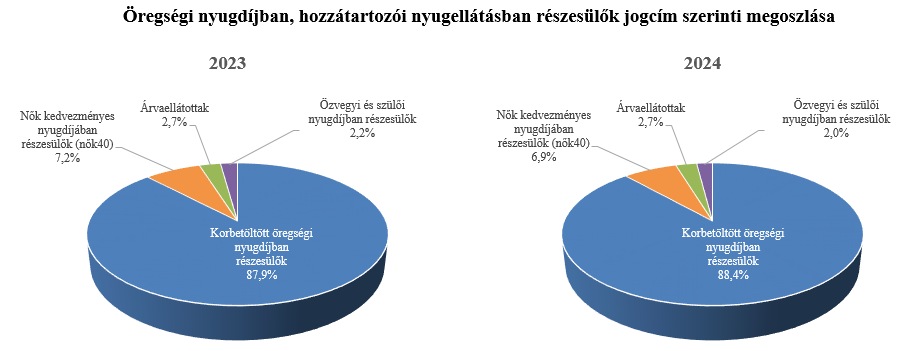 Öregségi nyugdíjban, hozzátartozói nyugellátásban részesülők jogcím szerinti megoszlása
2023
Nők kedvezményes
nyugdíjában
részesülők (nők40)
7,2%
Árvaellátottak
2,7%
Özvegyi és szülői
nyugdíjban részesülők
2,2%
Korbetöltött öregségi
nyugdíjban
részesülők
87,9%
2024
Nők kedvezményes
nyugdíjában
részesülők (nők40)
6,9%
Árvaellátottak
2,7%
Özvegyi és szülői
nyugdíjban részesülők
2,0%
Korbetöltött öregségi
nyugdíjban
részesülők
88,4%